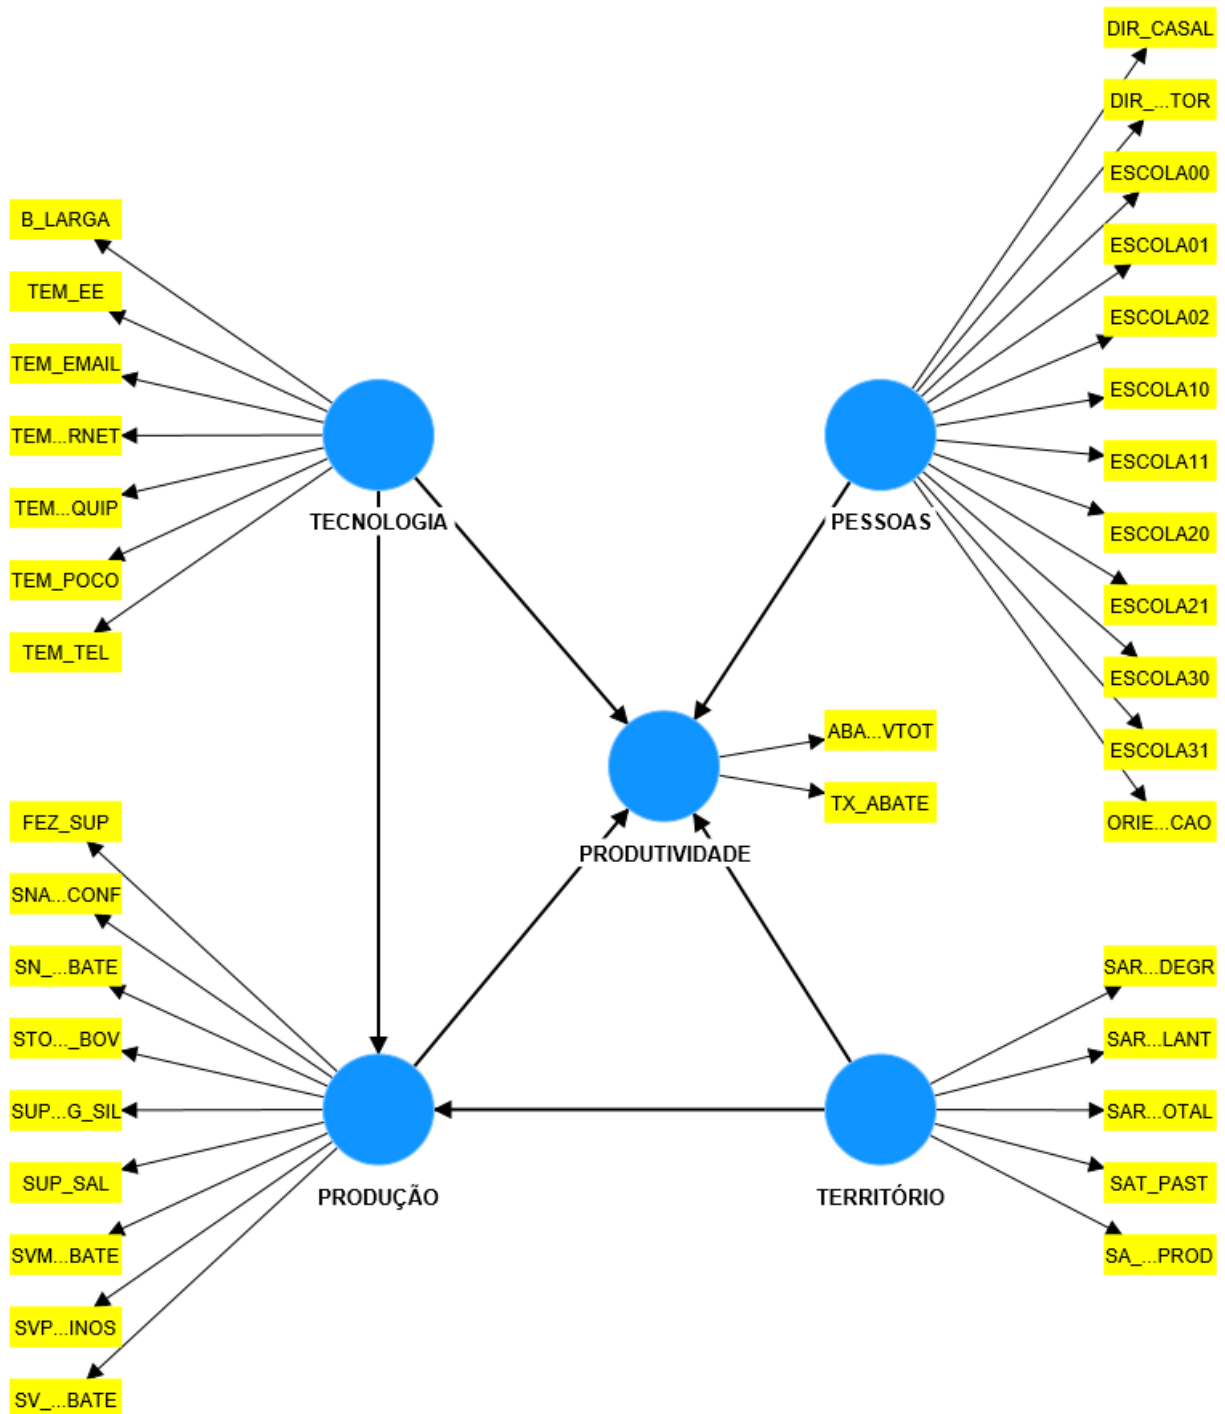 DIR_CASAL
DIR_...TOR
ESCOLA00
ESCOLA01
ESCOLA02
ESCOLA10
ESCOLA11
ESCOLA20
ESCOLA21
ESCOLA30
ESCOLA31
ORIE...CAO
B_LARGA
TEM_EE
TEM_EMAIL
TEM...RNET
TEM...QUIP
TEM_POCO
TEM_TEL
TECNOLOGIA
PESSOAS
ABA...VTOT
TX_ABATE
PRODUTIVIDADE
FEZ_SUP
SNA...CONF
SN_...BATE
STO..._BOV
SUP...G_SIL
SUP_SAL
SVM...BATE
SVP...INOS
SV_...BATE
PRODUÇÃO
TERRITÓRIO
SAR...DEGR
SAR...LANT
SAR...OTAL
SAT_PAST
SA_...PROD